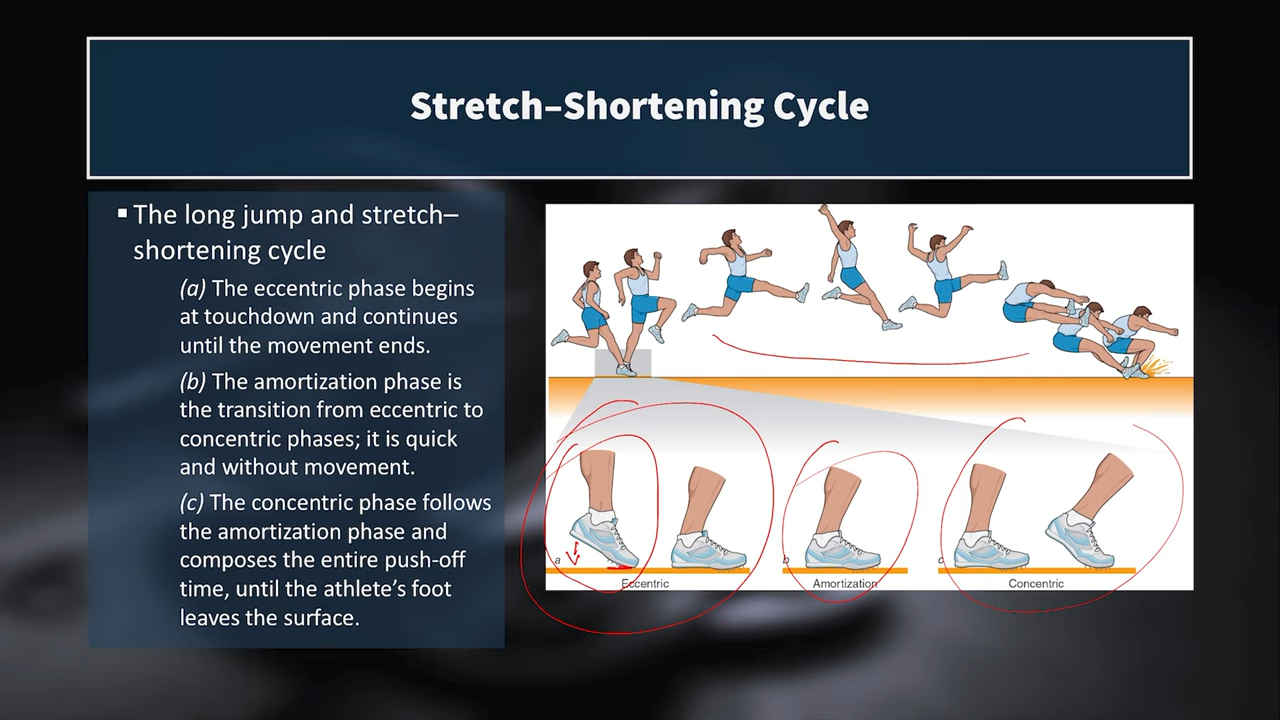 Stretch–Shortening Cycle
▪ The long jump and stretch–
shortening cycle
(a) The eccentric phase begins
at touchdown and continues
until the movement ends.
(b) The amortization phase is
the transition from eccentric to
concentric phases; it is quick
and without movement.
(c) The concentric phase follows
the amortization phase and
composes the entire push-off
time, until the athlete’s foot
leaves the surface.
a
Eccentric
b
Amortization
c
Concentric